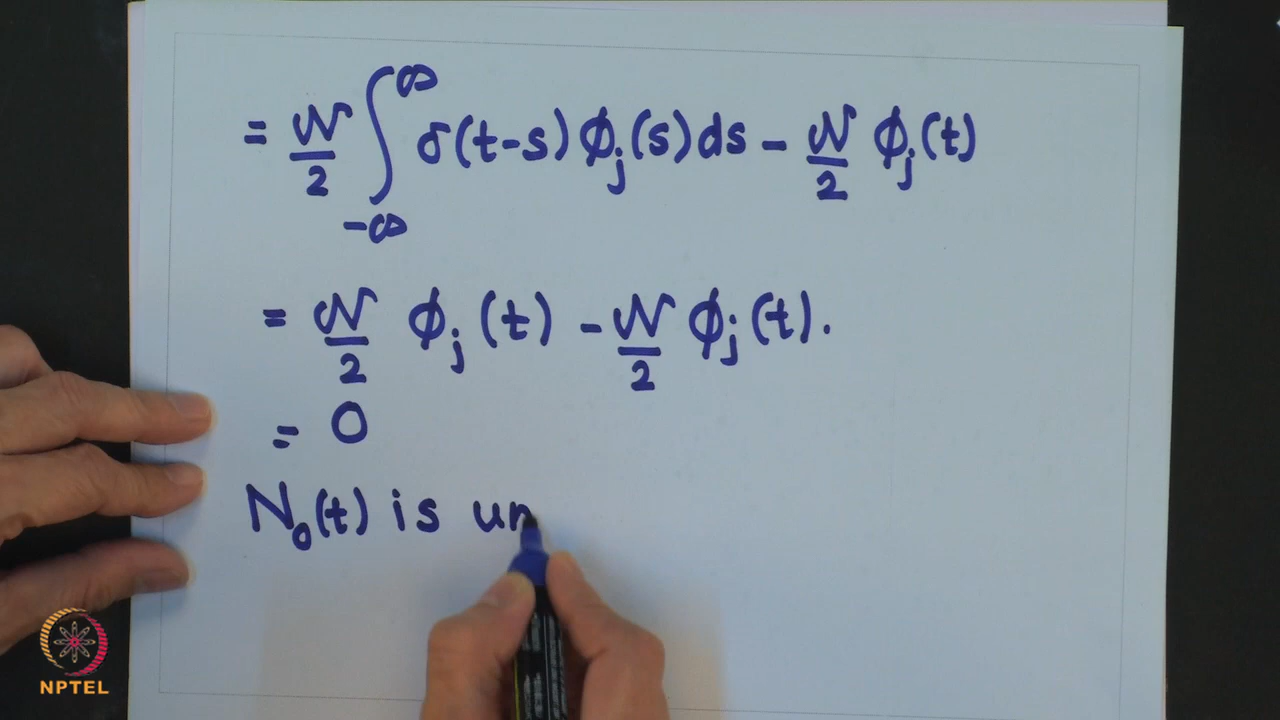 = 𝒩/2 ∫_{-∞}^{∞} δ(t-s) ϕ_j(s) ds - 𝒩/2 ϕ_j(t)
= 𝒩/2 ϕ_j(t) - 𝒩/2 ϕ_j(t).
= 0
N_0(t) is un
NPTEL